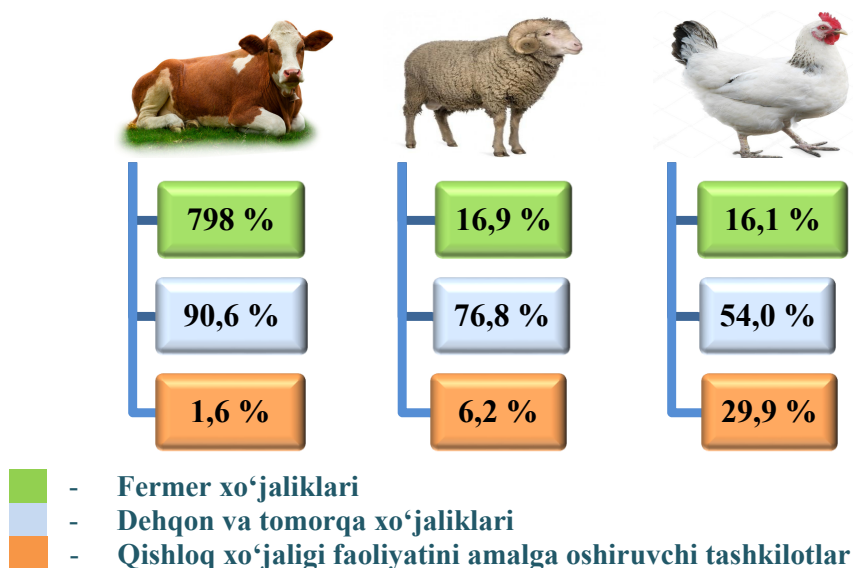 798 % 16,9 % 16,1 %
90,6 % 76,8 % 54,0 %
1,6 % 6,2 % 29,9 %
- Fermer xo‘jaliklari
- Dehqon va tomorqa xo‘jaliklari
- Qishloq xo‘jaligi faoliyatini amalga oshiruvchi tashkilotlar